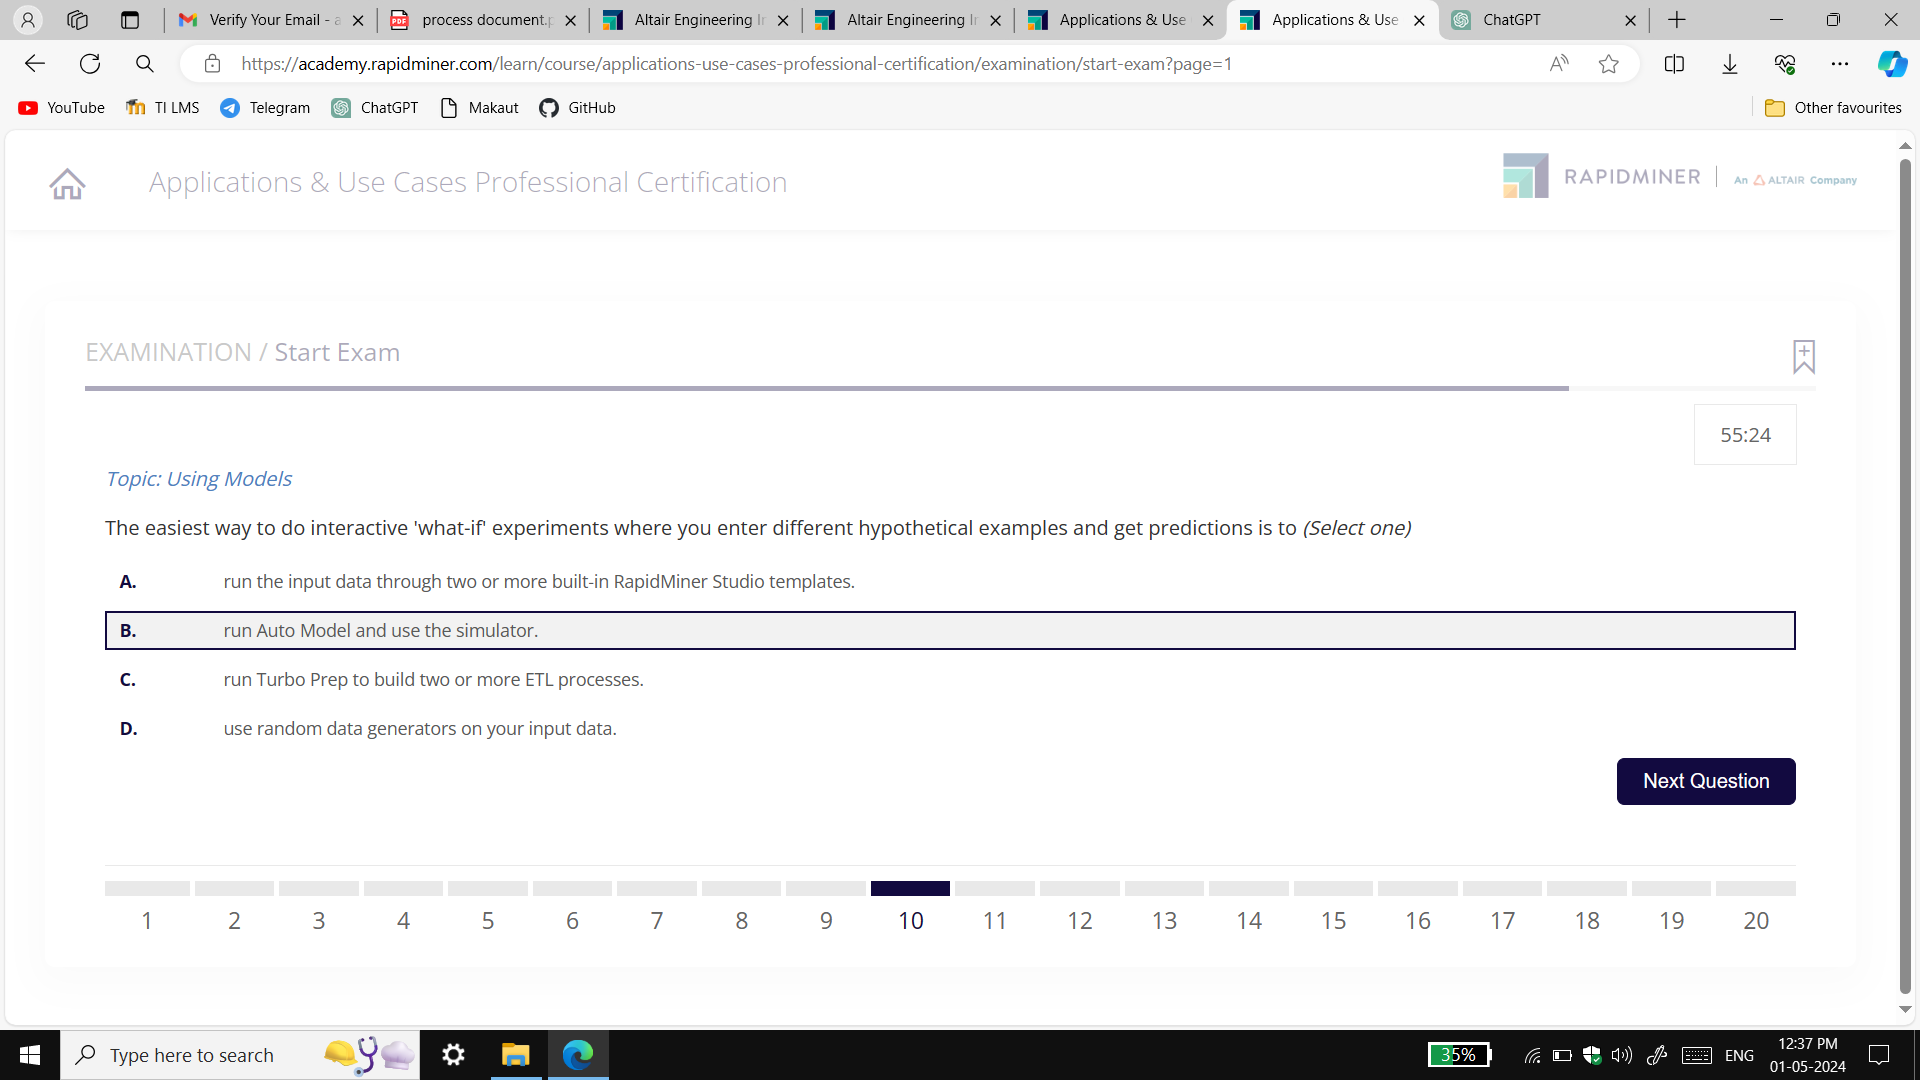 Verify Your Email - a
process document.p
Altair Engineering In
Altair Engineering In
Applications & Use
Applications & Use
ChatGPT
https://academy.rapidminer.com/learn/course/applications-use-cases-professional-certification/examination/start-exam?page=1
YouTube
TI LMS
Telegram
ChatGPT
Makaut
GitHub
Other favourites
Applications & Use Cases Professional Certification
RAPIDMINER
An ALTAIR Company
EXAMINATION / Start Exam
55:24
Topic: Using Models
The easiest way to do interactive 'what-if' experiments where you enter different hypothetical examples and get predictions is to (Select one)
A. run the input data through two or more built-in RapidMiner Studio templates.
B. run Auto Model and use the simulator.
C. run Turbo Prep to build two or more ETL processes.
D. use random data generators on your input data.
Next Question
1 2 3 4 5 6 7 8 9 10 11 12 13 14 15 16 17 18 19 20
Type here to search
35%
ENG
12:37 PM
01-05-2024